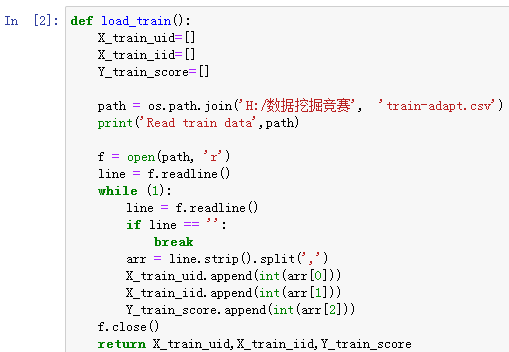 In [2]: def load_train():
    X_train_uid=[]
    X_train_iid=[]
    Y_train_score=[]
    path = os.path.join('H:/数据挖掘竞赛', 'train-adapt.csv')
    print('Read train data',path)
    f = open(path, 'r')
    line = f.readline()
    while (1):
        line = f.readline()
        if line == '':
            break
        arr = line.strip().split(',')
        X_train_uid.append(int(arr[0]))
        X_train_iid.append(int(arr[1]))
        Y_train_score.append(int(arr[2]))
    f.close()
    return X_train_uid,X_train_iid,Y_train_score